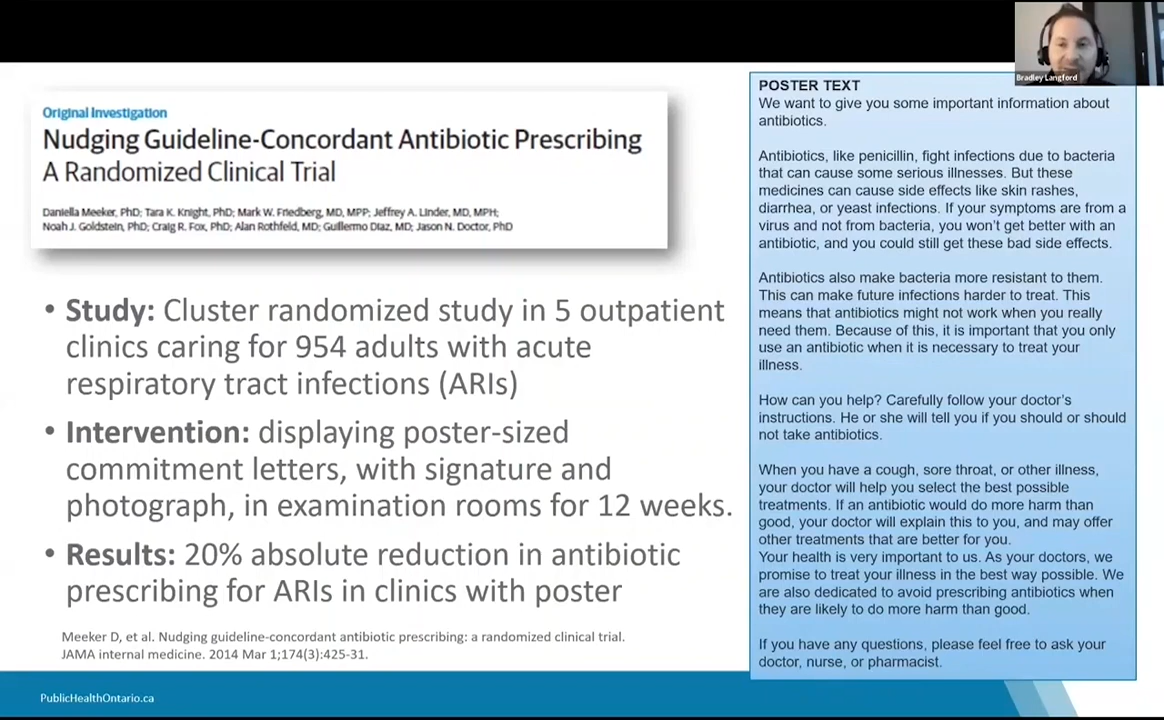 Bradley Langford
Original Investigation
Nudging Guideline-Concordant Antibiotic Prescribing
A Randomized Clinical Trial
Daniella Meeker, PhD; Tara K. Knight, PhD; Mark W. Friedberg, MD, MPP; Jeffrey A. Linder, MD, MPH;
Noah J. Goldstein, PhD; Craig R. Fox, PhD; Alan Rothfeld, MD; Guillermo Diaz, MD; Jason N. Doctor, PhD
• Study: Cluster randomized study in 5 outpatient
clinics caring for 954 adults with acute
respiratory tract infections (ARIs)
• Intervention: displaying poster-sized
commitment letters, with signature and
photograph, in examination rooms for 12 weeks.
• Results: 20% absolute reduction in antibiotic
prescribing for ARIs in clinics with poster
Meeker D, et al. Nudging guideline-concordant antibiotic prescribing: a randomized clinical trial.
JAMA internal medicine. 2014 Mar 1;174(3):425-31.
PublicHealthOntario.ca
POSTER TEXT
We want to give you some important information about
antibiotics.
Antibiotics, like penicillin, fight infections due to bacteria
that can cause some serious illnesses. But these
medicines can cause side effects like skin rashes,
diarrhea, or yeast infections. If your symptoms are from a
virus and not from bacteria, you won't get better with an
antibiotic, and you could still get these bad side effects.
Antibiotics also make bacteria more resistant to them.
This can make future infections harder to treat. This
means that antibiotics might not work when you really
need them. Because of this, it is important that you only
use an antibiotic when it is necessary to treat your
illness.
How can you help? Carefully follow your doctor's
instructions. He or she will tell you if you should or should
not take antibiotics.
When you have a cough, sore throat, or other illness,
your doctor will help you select the best possible
treatments. If an antibiotic would do more harm than
good, your doctor will explain this to you, and may offer
other treatments that are better for you.
Your health is very important to us. As your doctors, we
promise to treat your illness in the best way possible. We
are also dedicated to avoid prescribing antibiotics when
they are likely to do more harm than good.
If you have any questions, please feel free to ask your
doctor, nurse, or pharmacist.